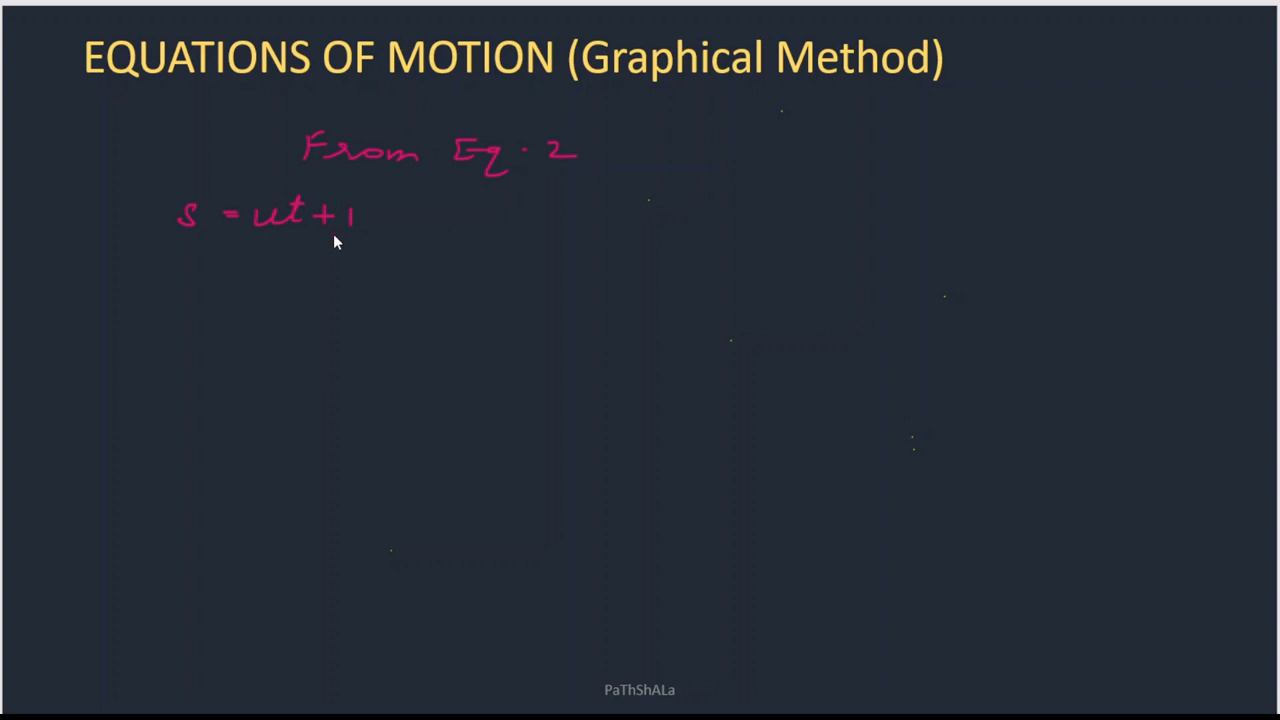 EQUATIONS OF MOTION (Graphical Method)
From Eq. 2
s = ut + 1
PaThShALa